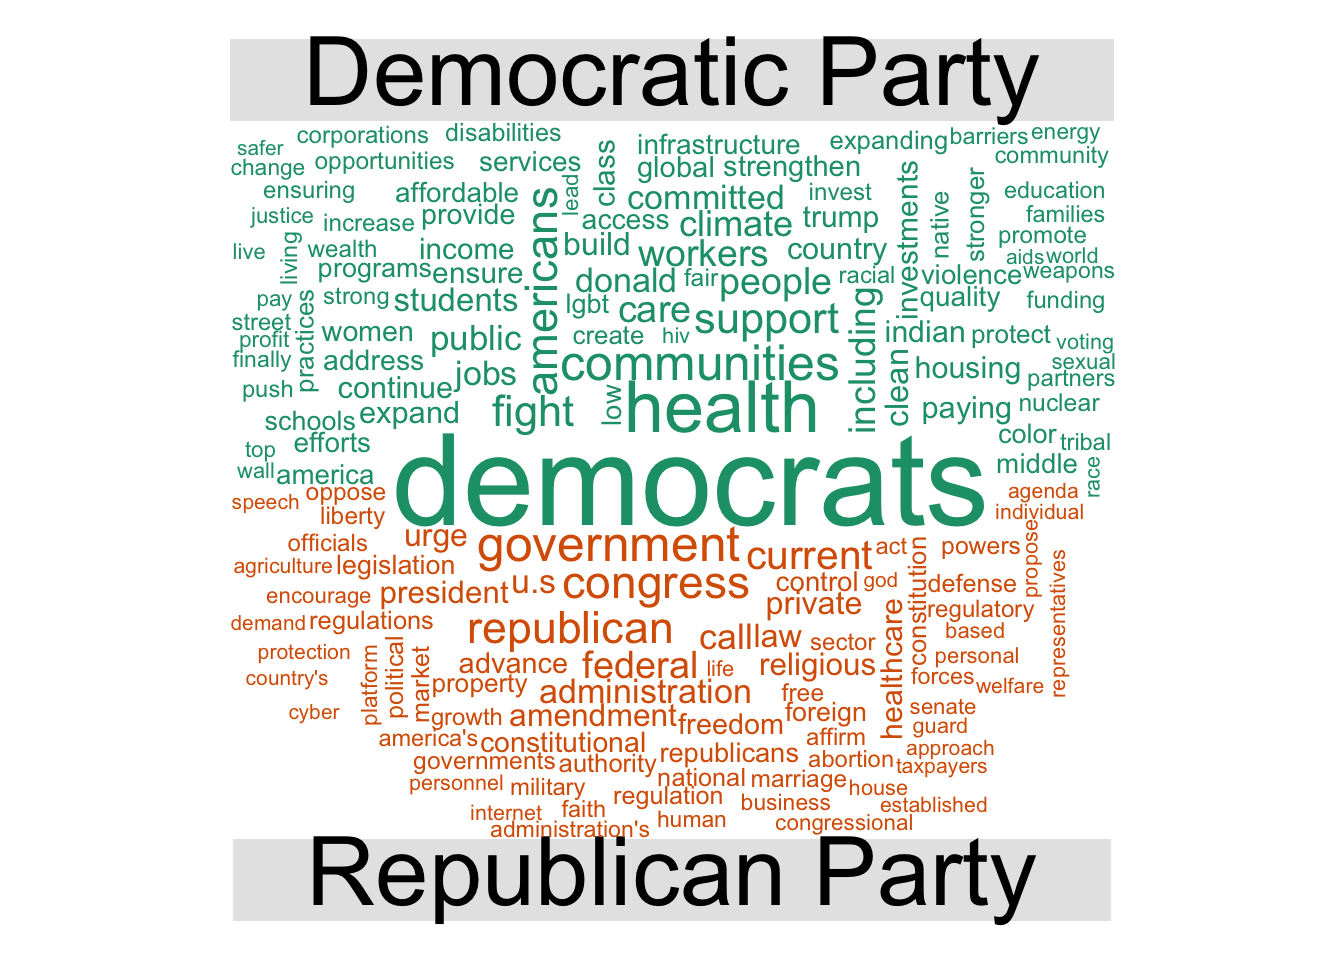 Democratic Party
safer corporations disabilities infrastructure expanding barriers energy
change opportunities services class global strengthen community
ensuring affordable americans leads committed invest investments native stronger education
justice increase provide access climate trump families
live living wealth income build workers country promote
programs ensure donald fair people racial violence aids world weapons
pay practices strong students lgbt care support including quality funding
street women public create hiv indian protect voting
profit
finally address jobs communities clean housing sexual
push continue fight low health paying nuclear partners
schools expand color tribal
top efforts democrats middle race
wall america
speech oppose agenda
liberty individual
officials urge government current act constitution powers propose
agriculture legislation u.s congress control god defense representatives
encourage president private healthcare regulatory
demand regulations republican call law sector based
protection platform political market advance federal life religious personal
country's property administration free forces welfare
cyber growth amendment freedom foreign senate guard
america's constitutional republicans affirm approach
governments authority national abortion taxpayers
personnel military regulation marriage house
internet faith human business established
administration's congressional
Republican Party